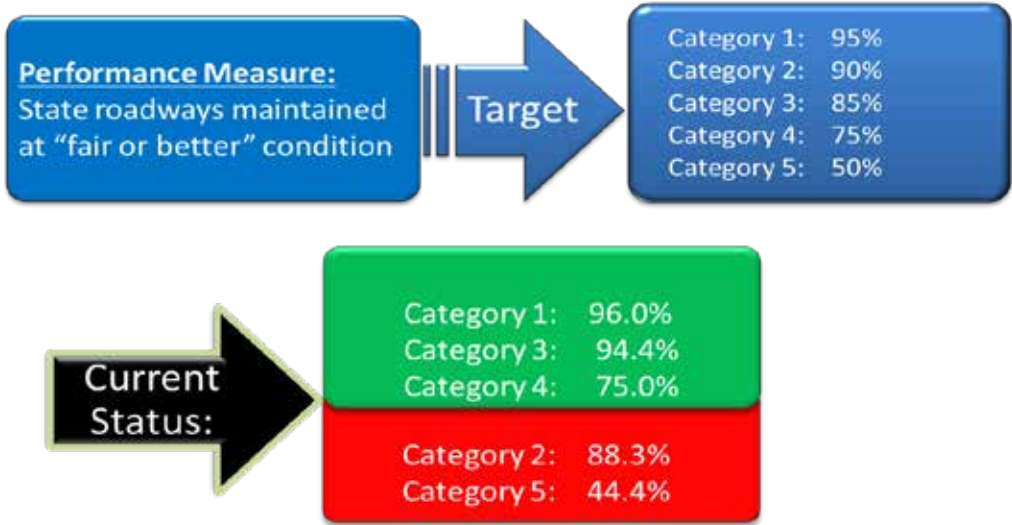 Performance Measure:
State roadways maintained
at “fair or better” condition
Target
Category 1: 95%
Category 2: 90%
Category 3: 85%
Category 4: 75%
Category 5: 50%
Current
Status:
Category 1: 96.0%
Category 3: 94.4%
Category 4: 75.0%
Category 2: 88.3%
Category 5: 44.4%